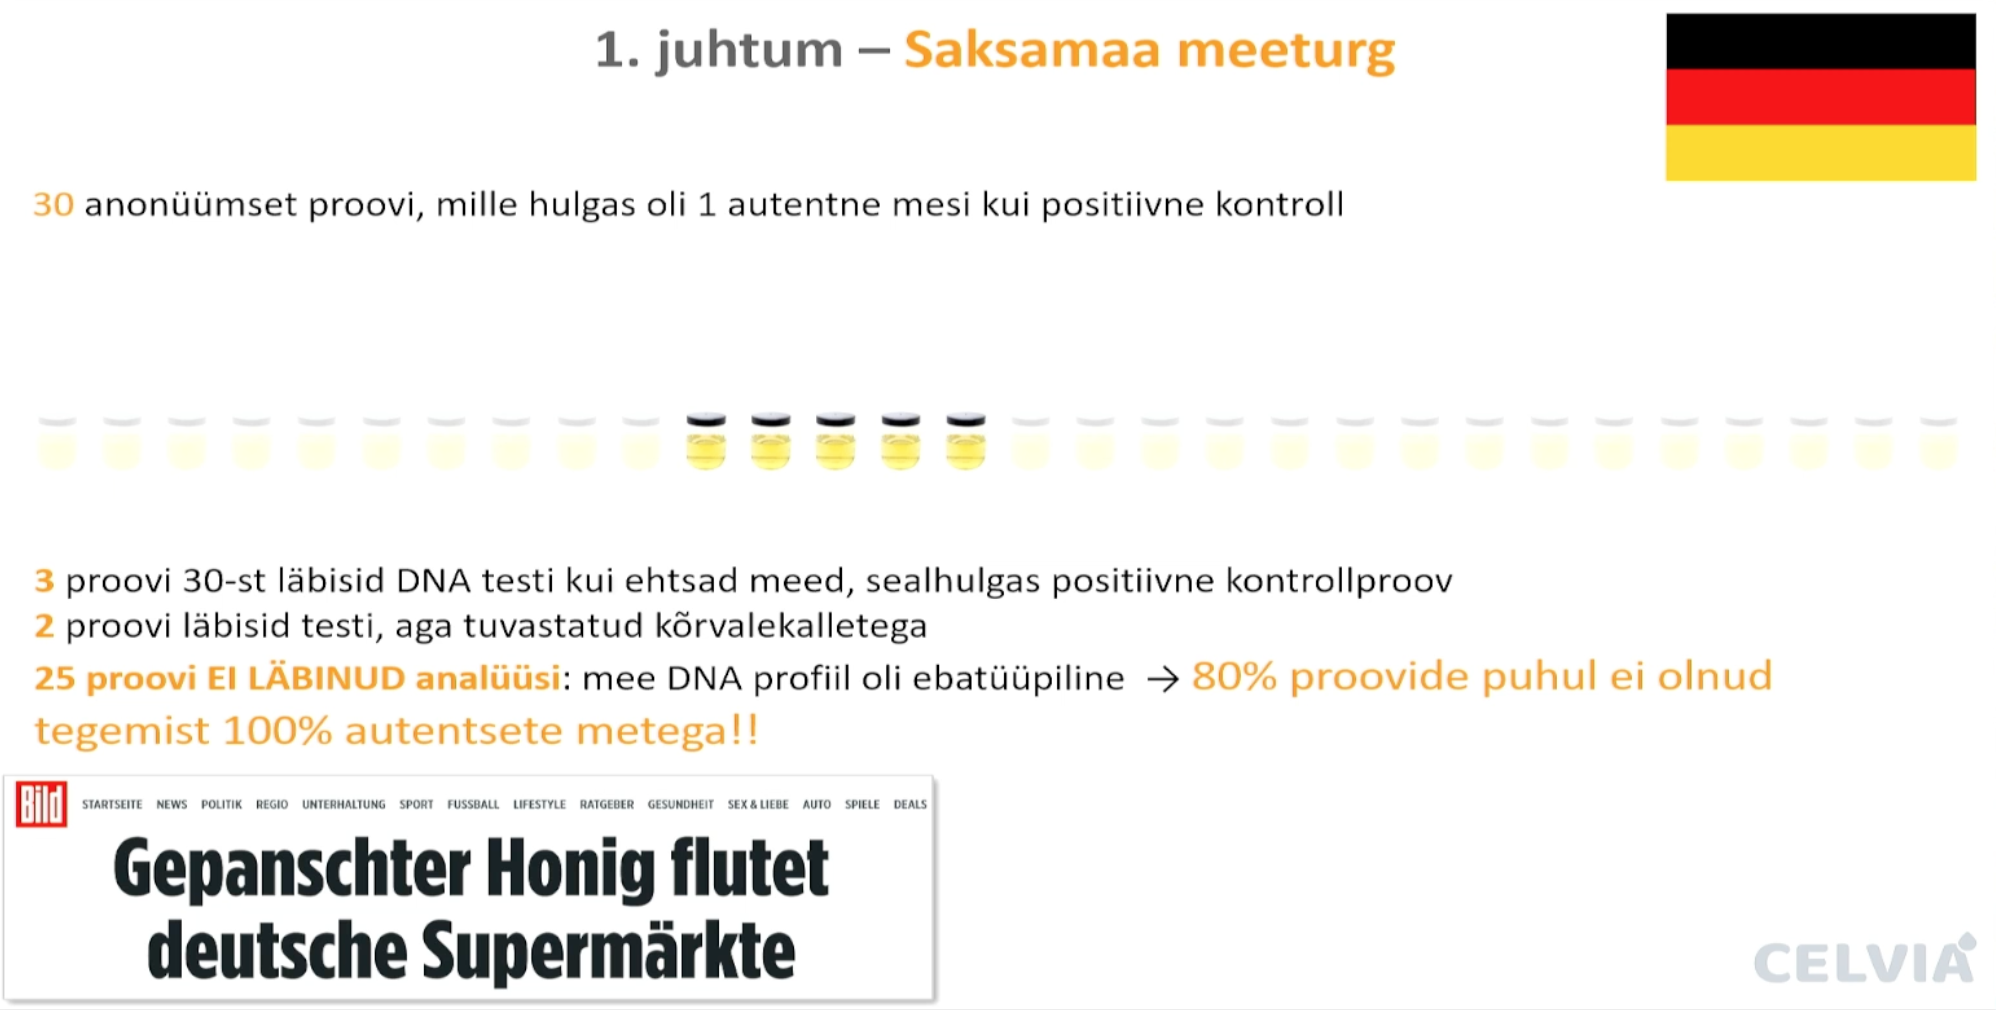 1. juhtum – Saksamaa meeturg
30 anonüümset proovi, mille hulgas oli 1 autentne mesi kui positiivne kontroll
3 proovi 30-st läbisid DNA testi kui ehtsad meed, sealhulgas positiivne kontrollproov
2 proovi läbisid testi, aga tuvastatud kõrvalekalletega
25 proovi EI LÄBINUD analüüsi: mee DNA profiil oli ebatüüpiline → 80% proovide puhul ei olnud
tegemist 100% autentsete metega!!
Bild STARTSEITE NEWS POLITIK REGIO UNTERHALTUNG SPORT FUSSBALL LIFESTYLE RATGEBER GESUNDHEIT SEX & LIEBE AUTO SPIELE DEALS
Gepanschter Honig flutet
deutsche Supermärkte
CELVIA